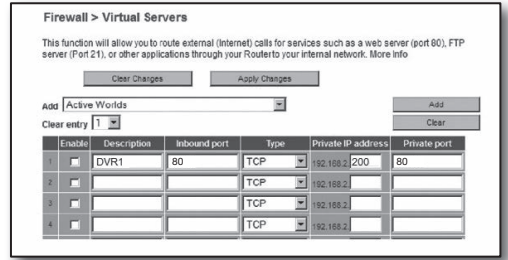 Firewall > Virtual Servers
This function will allow you to route external (Internet) calls for services such as a web server (port 80), FTP
server (Port 21), or other applications through your Router to your internal network. More Info
Clear Changes Apply Changes
Add Active Worlds Add
Clear entry 1 Clear
Enable Description Inbound port Type Private IP address Private port
1 DVR1 80 TCP 192.168.2. 200 80
2 TCP 192.168.2.
3 TCP 192.168.2.
4 TCP 192.168.2.